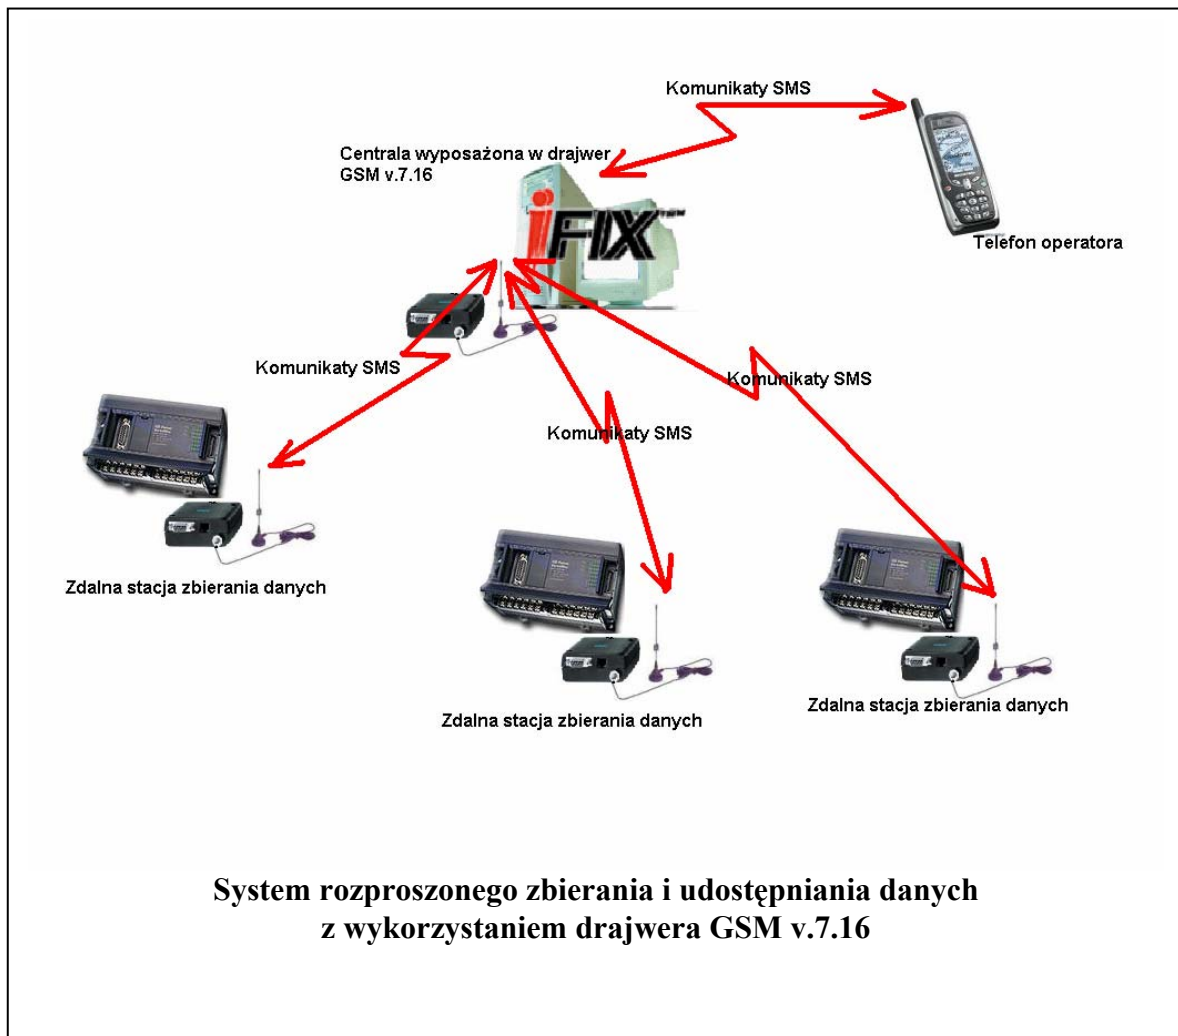 Komunikaty SMS
Centrala wyposażona w drajwer
GSM v.7.16
iFIX
Telefon operatora
Komunikaty SMS
Komunikaty SMS
Komunikaty SMS
Zdalna stacja zbierania danych
Zdalna stacja zbierania danych
Zdalna stacja zbierania danych
System rozproszonego zbierania i udostępniania danych
z wykorzystaniem drajwera GSM v.7.16